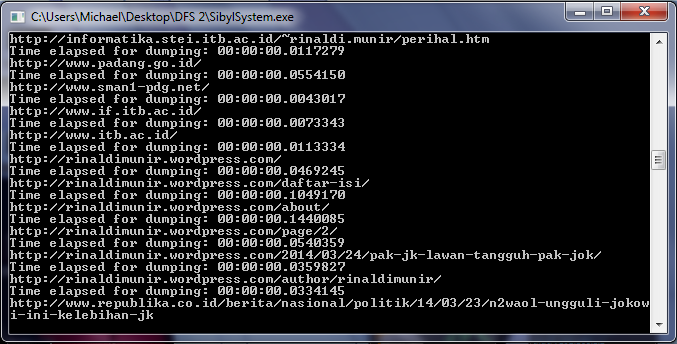 C:\Users\Michael\Desktop\DFS 2\SibylSystem.exe
http://informatika.stei.itb.ac.id/~rinaldi.munir/perihal.htm
Time elapsed for dumping: 00:00:00.0117279
http://www.padang.go.id/
Time elapsed for dumping: 00:00:00.0554150
http://www.sman1-pdg.net/
Time elapsed for dumping: 00:00:00.0043017
http://www.if.itb.ac.id/
Time elapsed for dumping: 00:00:00.0073343
http://www.itb.ac.id/
Time elapsed for dumping: 00:00:00.0113334
http://rinaldimunir.wordpress.com/
Time elapsed for dumping: 00:00:00.0469245
http://rinaldimunir.wordpress.com/daftar-isi/
Time elapsed for dumping: 00:00:00.1049170
http://rinaldimunir.wordpress.com/about/
Time elapsed for dumping: 00:00:00.1440085
http://rinaldimunir.wordpress.com/page/2/
Time elapsed for dumping: 00:00:00.0540359
http://rinaldimunir.wordpress.com/2014/03/24/pak-jk-lawan-tangguh-pak-jok/
Time elapsed for dumping: 00:00:00.0359827
http://rinaldimunir.wordpress.com/author/rinaldimunir/
Time elapsed for dumping: 00:00:00.0334145
http://www.republika.co.id/berita/nasional/politik/14/03/23/n2waol-ungguli-jokow
i-ini-kelebihan-jk